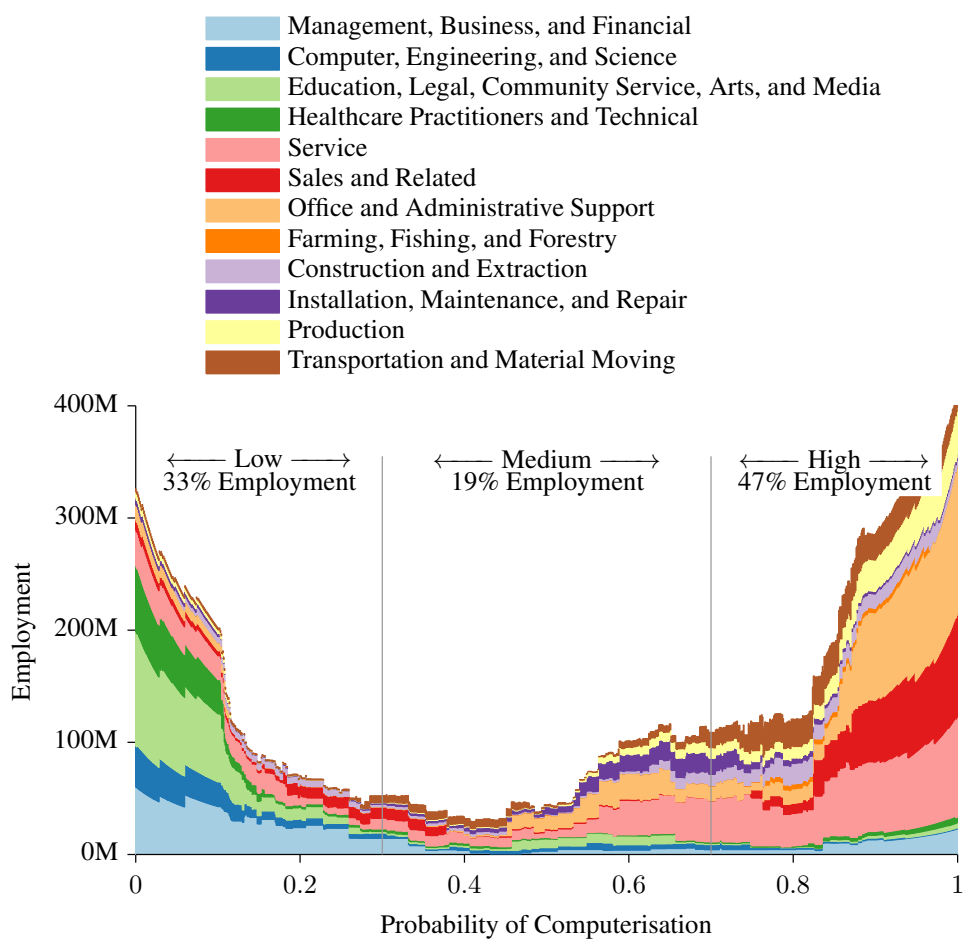 Management, Business, and Financial
Computer, Engineering, and Science
Education, Legal, Community Service, Arts, and Media
Healthcare Practitioners and Technical
Service
Sales and Related
Office and Administrative Support
Farming, Fishing, and Forestry
Construction and Extraction
Installation, Maintenance, and Repair
Production
Transportation and Material Moving
400M
300M
200M
100M
0M
Employment
←—— Low ——→
33% Employment
←—— Medium ——→
19% Employment
←—— High ——→
47% Employment
0 0.2 0.4 0.6 0.8 1
Probability of Computerisation